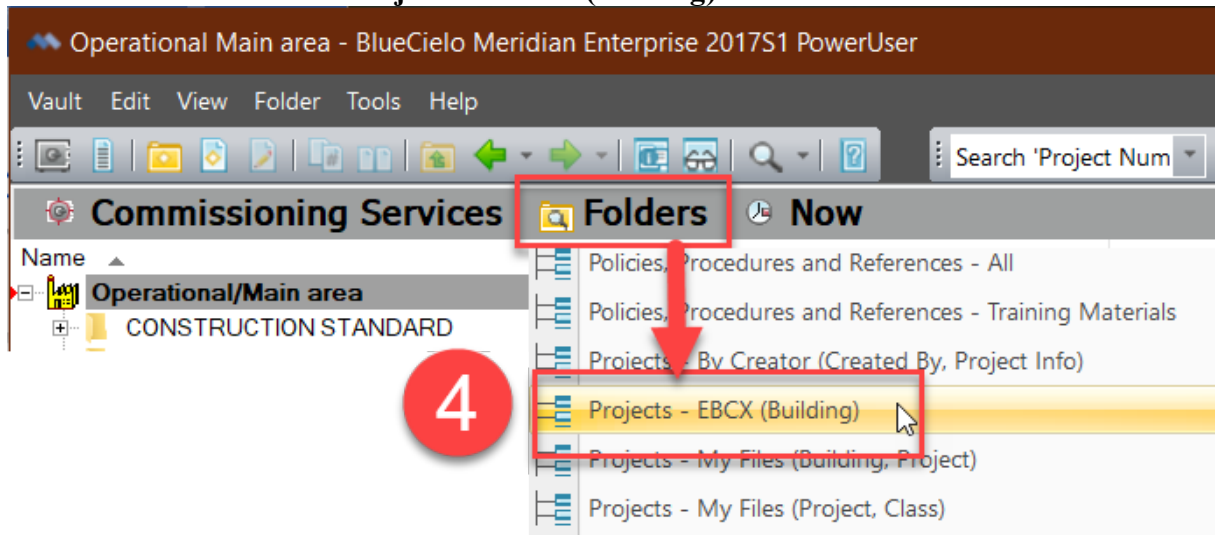 Operational Main area - BlueCielo Meridian Enterprise 2017S1 PowerUser
Vault Edit View Folder Tools Help
Search 'Project Num
Commissioning Services Folders Now
Name
Operational/Main area
CONSTRUCTION STANDARD
Policies, Procedures and References - All
Policies, Procedures and References - Training Materials
Projects - By Creator (Created By, Project Info)
4
Projects - EBCX (Building)
Projects - My Files (Building, Project)
Projects - My Files (Project, Class)